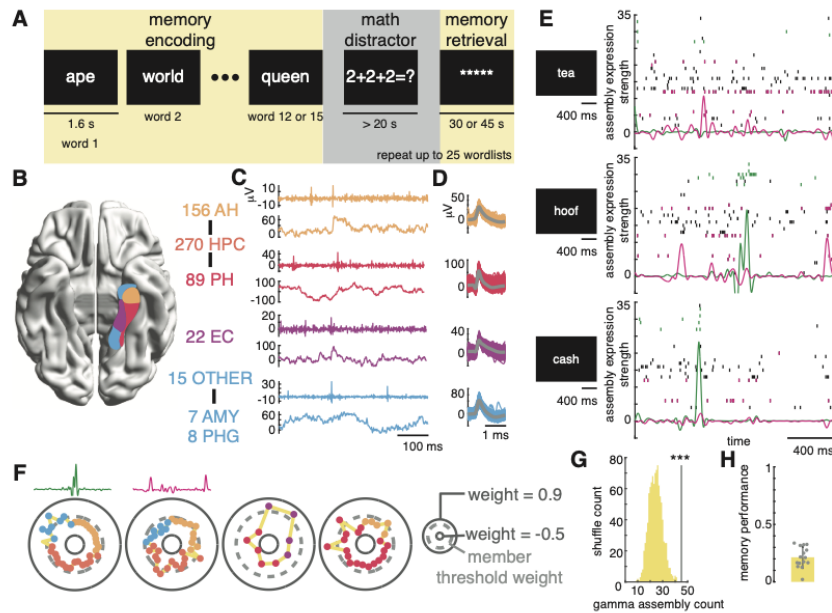 A
memory encoding
math distractor
memory retrieval
ape
world
queen
2+2+2=?
*****
1.6 s
word 1
word 2
word 12 or 15
> 20 s
30 or 45 s
repeat up to 25 wordlists
B
156 AH
270 HPC
89 PH
22 EC
15 OTHER
7 AMY
8 PHG
C
μV
10
-10
60
0
40
0
100
0
-100
20
0
100
0
30
-10
60
0
100 ms
D
μV
50
0
100
0
40
0
50
0
1 ms
E
tea
400 ms
assembly expression
strength
35
0
hoof
400 ms
assembly expression
strength
35
0
cash
400 ms
assembly expression
strength
35
0
time
400 ms
F
weight = 0.9
weight = -0.5
member
threshold weight
G
***
shuffle count
600
0
10
50
gamma assembly count
H
memory performance
1
0.5
0